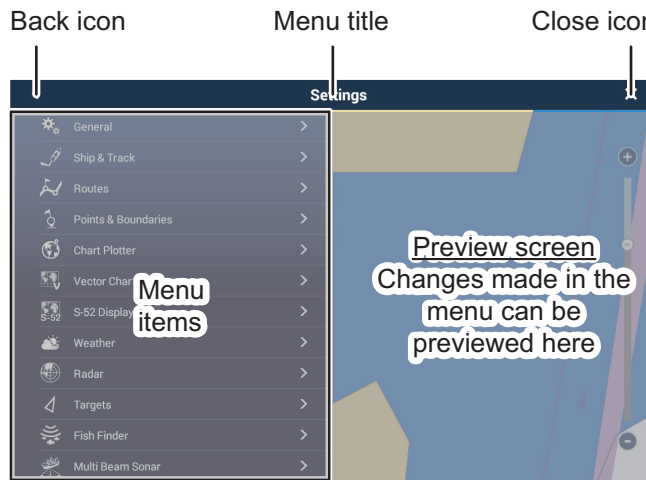 Back icon Menu title Close icon
Settings
General
Ship & Track
Routes
Points & Boundaries
Chart Plotter
Vector Char
S-52 S-52 Display
Weather
Radar
Targets
Fish Finder
Multi Beam Sonar
Menu
items
Preview screen
Changes made in the
menu can be
previewed here